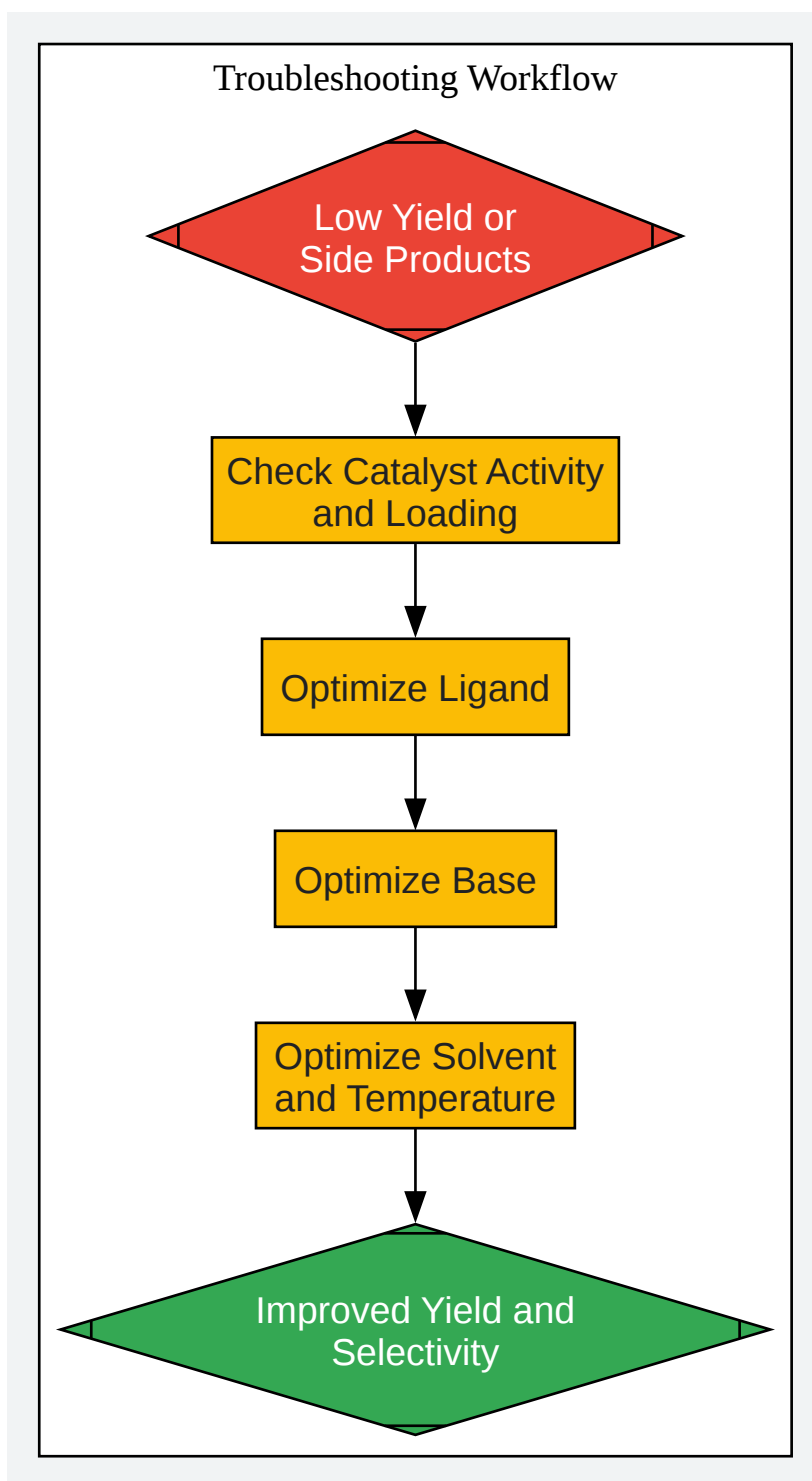 Troubleshooting Workflow
Low Yield or
Side Products
Check Catalyst Activity
and Loading
Optimize Ligand
Optimize Base
Optimize Solvent
and Temperature
Improved Yield and
Selectivity